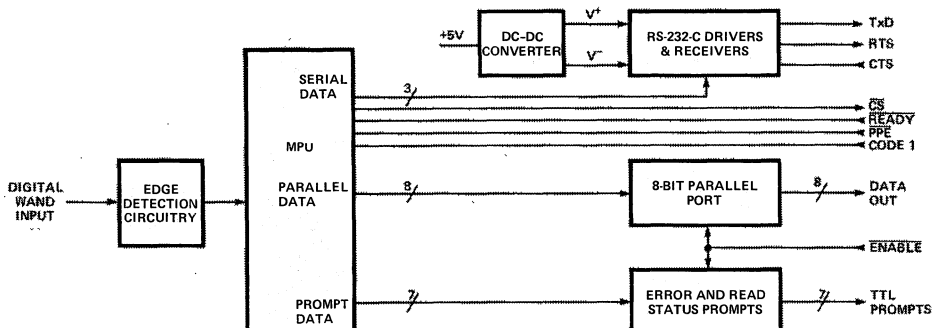 +5V
DC-DC
CONVERTER
V+
V-
RS-232-C DRIVERS
& RECEIVERS
TxD
RTS
CTS
SERIAL
DATA
3
CS
READY
PPE
CODE 1
MPU
DIGITAL
WAND
INPUT
EDGE
DETECTION
CIRCUITRY
PARALLEL
DATA
8
8-BIT PARALLEL
PORT
8
DATA
OUT
ENABLE
PROMPT
DATA
7
ERROR AND READ
STATUS PROMPTS
7
TTL
PROMPTS